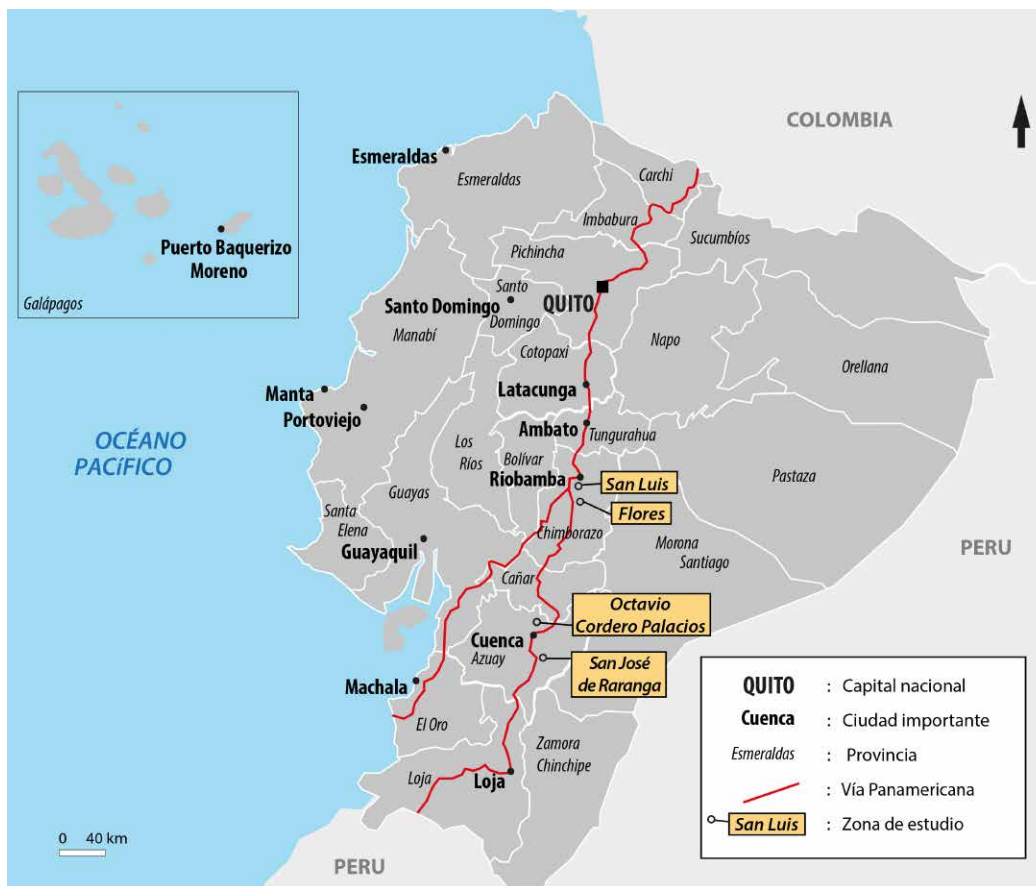 COLOMBIA
Esmeraldas
Esmeraldas
Carchi
Imbabura
Sucumbíos
Pichincha
Puerto Baquerizo
Moreno
Galápagos
Santo Domingo
Santo
Domingo
QUITO
Manabí
Cotopaxi
Napo
Orellana
Latacunga
Manta
Portoviejo
Ambato
Tungurahua
OCÉANO
PACíFICO
Los
Ríos
Bolívar
Riobamba
San Luis
Pastaza
Guayas
Flores
Santa
Elena
Chimborazo
Guayaquil
Morona
Santiago
PERU
Cañar
Octavio
Cordero Palacios
Cuenca
Azuay
San José
de Raranga
Machala
El Oro
Zamora
Chinchipe
Loja
Loja
0 40 km
PERU
QUITO : Capital nacional
Cuenca : Ciudad importante
Esmeraldas : Provincia
: Vía Panamericana
San Luis : Zona de estudio